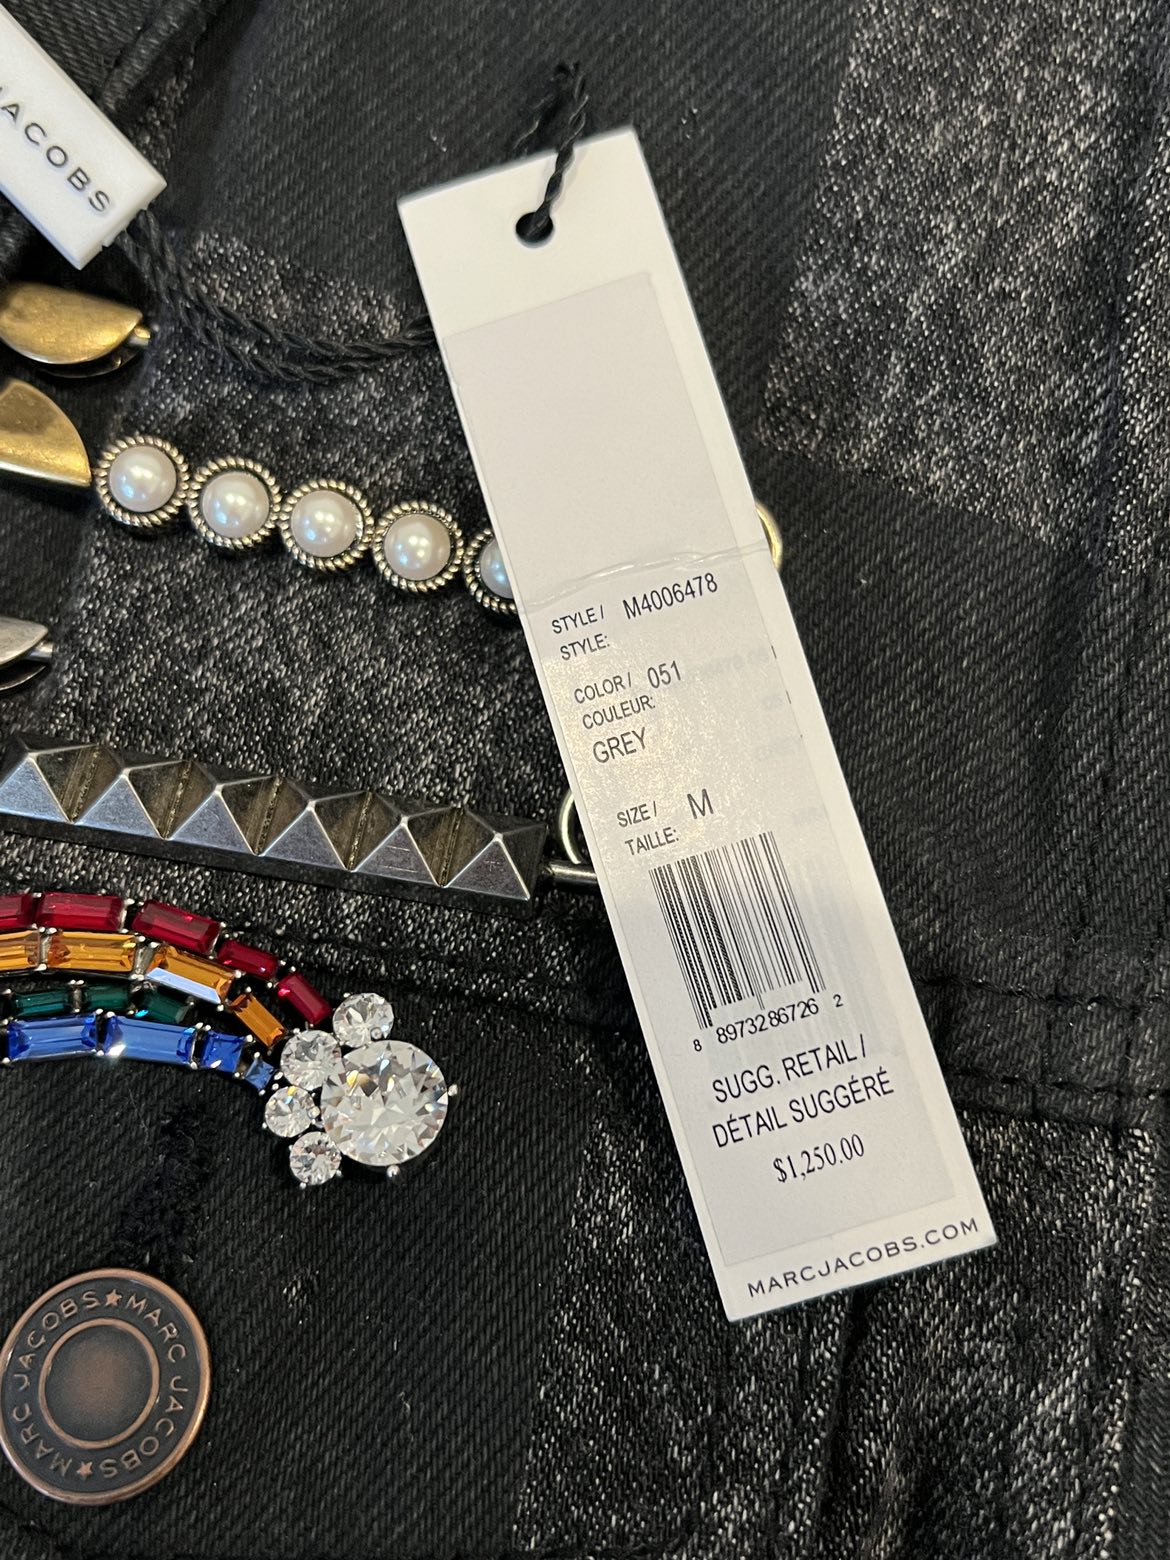 JACOBS
STYLE / M4006478
STYLE:
COLOR / 051
COULEUR:
GREY
SIZE / M
TAILLE:
8 89732 86726 2
SUGG. RETAIL /
DÉTAIL SUGGÉRÉ
$1,250.00
MARCJACOBS.COM
MARC JACOBS★MARC JACOBS★